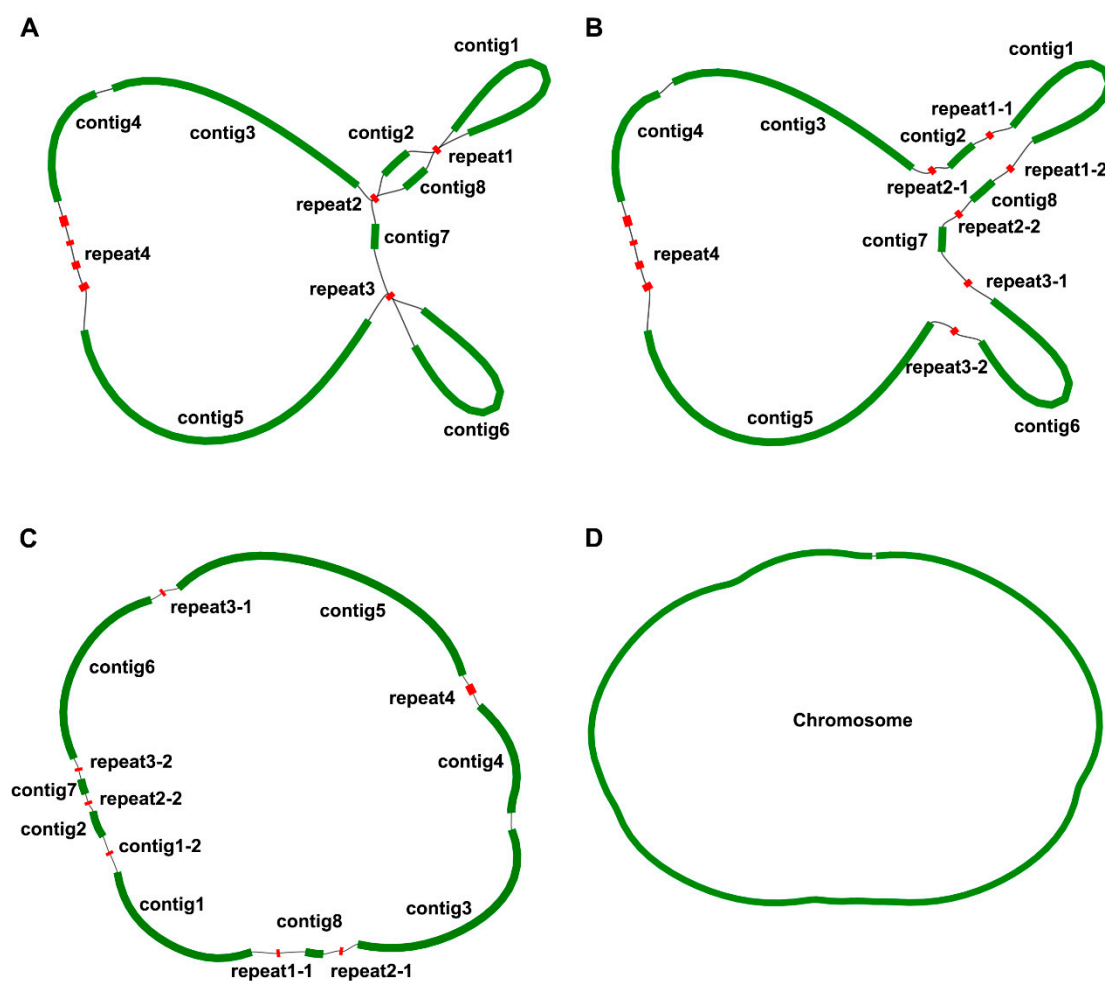 A
contig1
contig4
contig3
contig2
repeat1
contig8
repeat2
contig7
repeat4
repeat3
contig5
contig6
B
contig1
repeat1-1
contig4
contig3
contig2
repeat1-2
repeat2-1
contig8
repeat2-2
contig7
repeat4
repeat3-1
repeat3-2
contig5
contig6
C
repeat3-1
contig5
contig6
repeat4
contig4
repeat3-2
contig7
repeat2-2
contig2
contig1-2
contig1
contig3
contig8
repeat1-1
repeat2-1
D
Chromosome